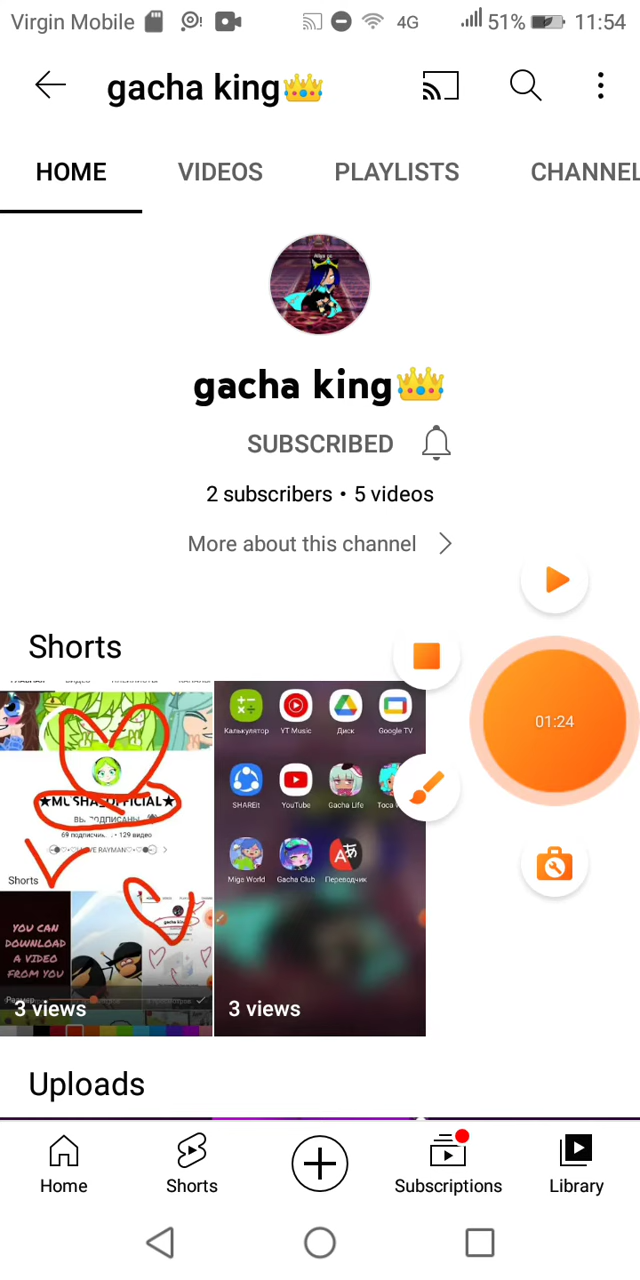 Virgin Mobile 4G 51% 11:54
gacha king👑
HOME VIDEOS PLAYLISTS CHANNEL
gacha king👑
SUBSCRIBED
2 subscribers • 5 videos
More about this channel
Shorts
01:24
69 подписчик 129 видео
Shorts
YOU CAN
DOWNLOAD
A VIDEO
FROM YOU
3 views
Калькулятор YT Music Диск Google TV
SHAREit YouTube Gacha Life Toca
Miga World Gacha Club Переводчик
3 views
Uploads
Home Shorts Subscriptions Library